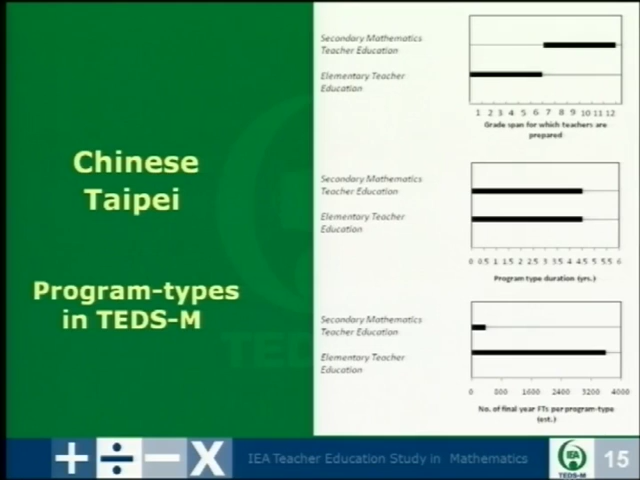 Chinese
Taipei
Program-types
in TEDS-M
Secondary Mathematics
Teacher Education
Elementary Teacher
Education
1 2 3 4 5 6 7 8 9 10 11 12
Grade span for which teachers are
prepared
Secondary Mathematics
Teacher Education
Elementary Teacher
Education
0 0.5 1 1.5 2 2.5 3 3.5 4 4.5 5 5.5 6
Program type duration (yrs.)
Secondary Mathematics
Teacher Education
Elementary Teacher
Education
0 800 1600 2400 3200 4000
No. of final year FTs per program-type
(est.)
+ ÷ − X
IEA Teacher Education Study in Mathematics
IEA
TEDS-M
15